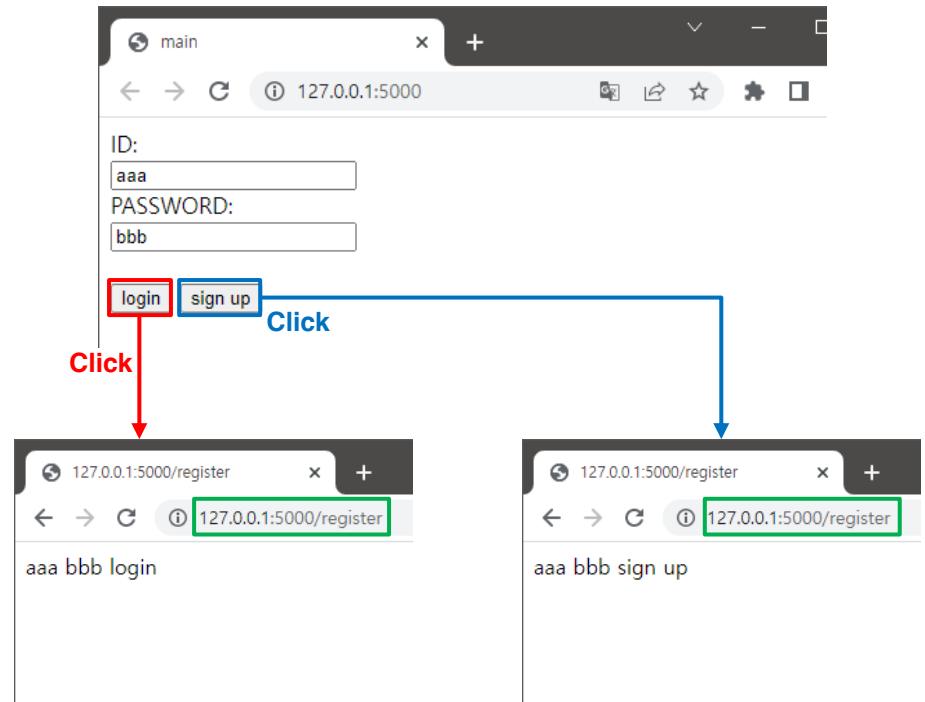 main
127.0.0.1:5000
ID:
aaa
PASSWORD:
bbb
login sign up
Click
Click
127.0.0.1:5000/register
127.0.0.1:5000/register
aaa bbb login
127.0.0.1:5000/register
127.0.0.1:5000/register
aaa bbb sign up